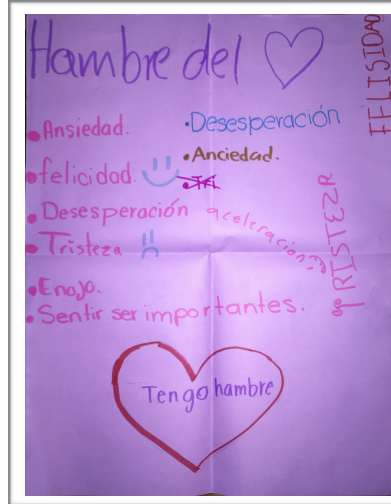 Hambre del
FELISIDAD
• Ansiedad.
• Desesperación
• Anciedad.
• felicidad.
• Desesperación
aceleración
TRISTEZA
• Tristeza
• Enojo.
• Sentir ser importantes.
Tengo hambre